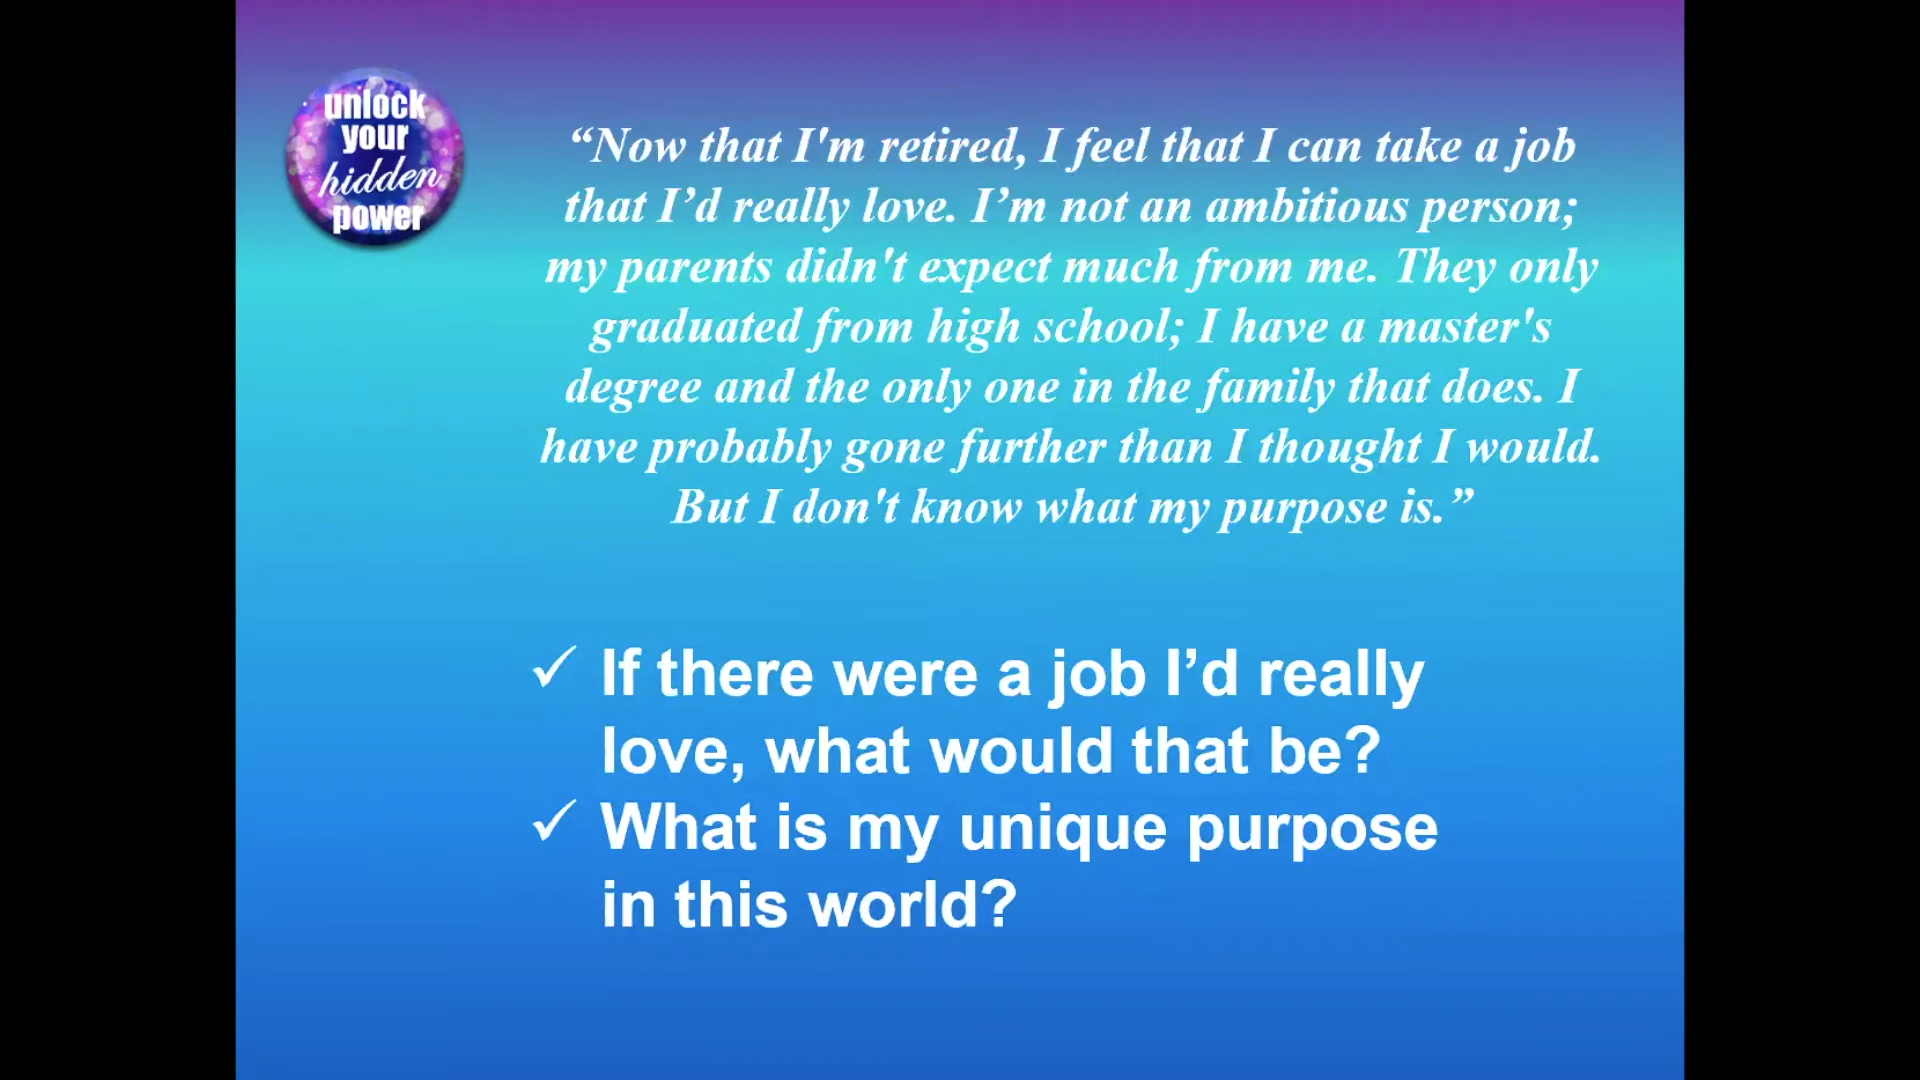 unlock
your
hidden
power
“Now that I'm retired, I feel that I can take a job
that I’d really love. I’m not an ambitious person;
my parents didn't expect much from me. They only
graduated from high school; I have a master's
degree and the only one in the family that does. I
have probably gone further than I thought I would.
But I don't know what my purpose is.”
✓ If there were a job I’d really
love, what would that be?
✓ What is my unique purpose
in this world?